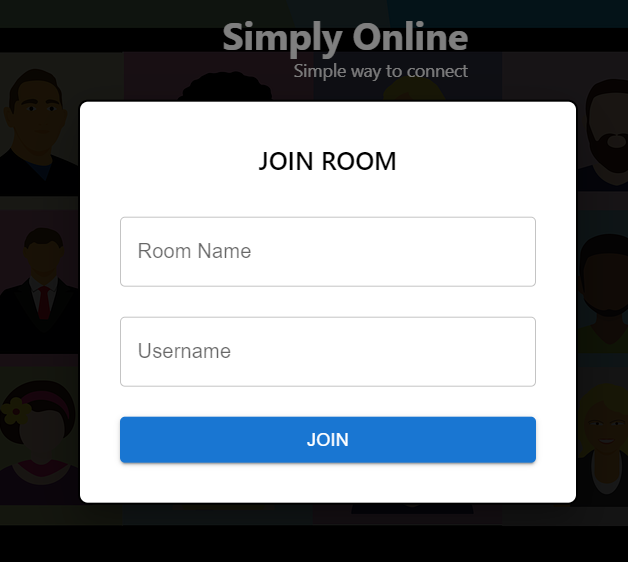 Simply Online
Simple way to connect
JOIN ROOM
Room Name
Username
JOIN